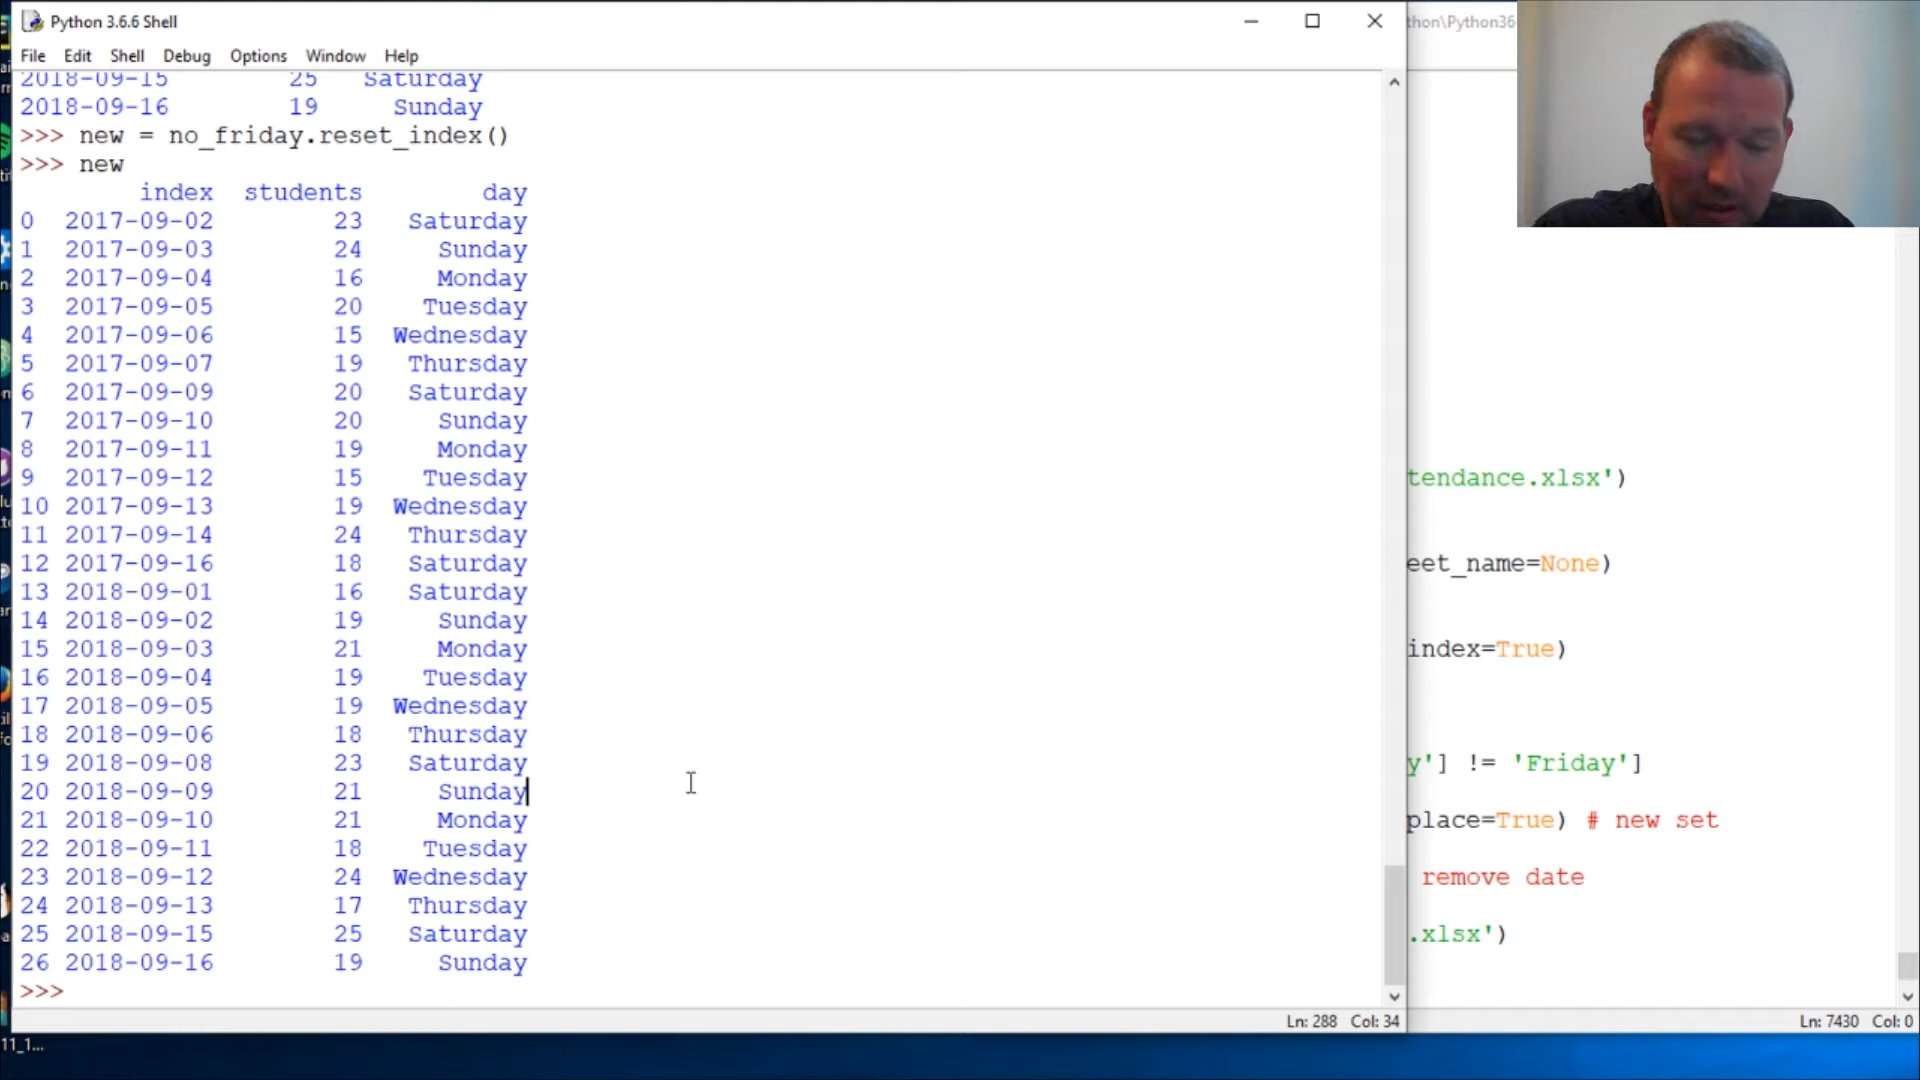 Python 3.6.6 Shell
File Edit Shell Debug Options Window Help
2018-09-15 25 Saturday
2018-09-16 19 Sunday
>>> new = no_friday.reset_index()
>>> new
index students day
0 2017-09-02 23 Saturday
1 2017-09-03 24 Sunday
2 2017-09-04 16 Monday
3 2017-09-05 20 Tuesday
4 2017-09-06 15 Wednesday
5 2017-09-07 19 Thursday
6 2017-09-09 20 Saturday
7 2017-09-10 20 Sunday
8 2017-09-11 19 Monday
9 2017-09-12 15 Tuesday
10 2017-09-13 19 Wednesday
11 2017-09-14 24 Thursday
12 2017-09-16 18 Saturday
13 2018-09-01 16 Saturday
14 2018-09-02 19 Sunday
15 2018-09-03 21 Monday
16 2018-09-04 19 Tuesday
17 2018-09-05 19 Wednesday
18 2018-09-06 18 Thursday
19 2018-09-08 23 Saturday
20 2018-09-09 21 Sunday
21 2018-09-10 21 Monday
22 2018-09-11 18 Tuesday
23 2018-09-12 24 Wednesday
24 2018-09-13 17 Thursday
25 2018-09-15 25 Saturday
26 2018-09-16 19 Sunday
>>>
Ln: 288 Col: 34
thon\Python36
tendance.xlsx')
eet_name=None)
index=True)
y'] != 'Friday']
place=True) # new set
remove date
.xlsx')
Ln: 7430 Col: 0
11_1...